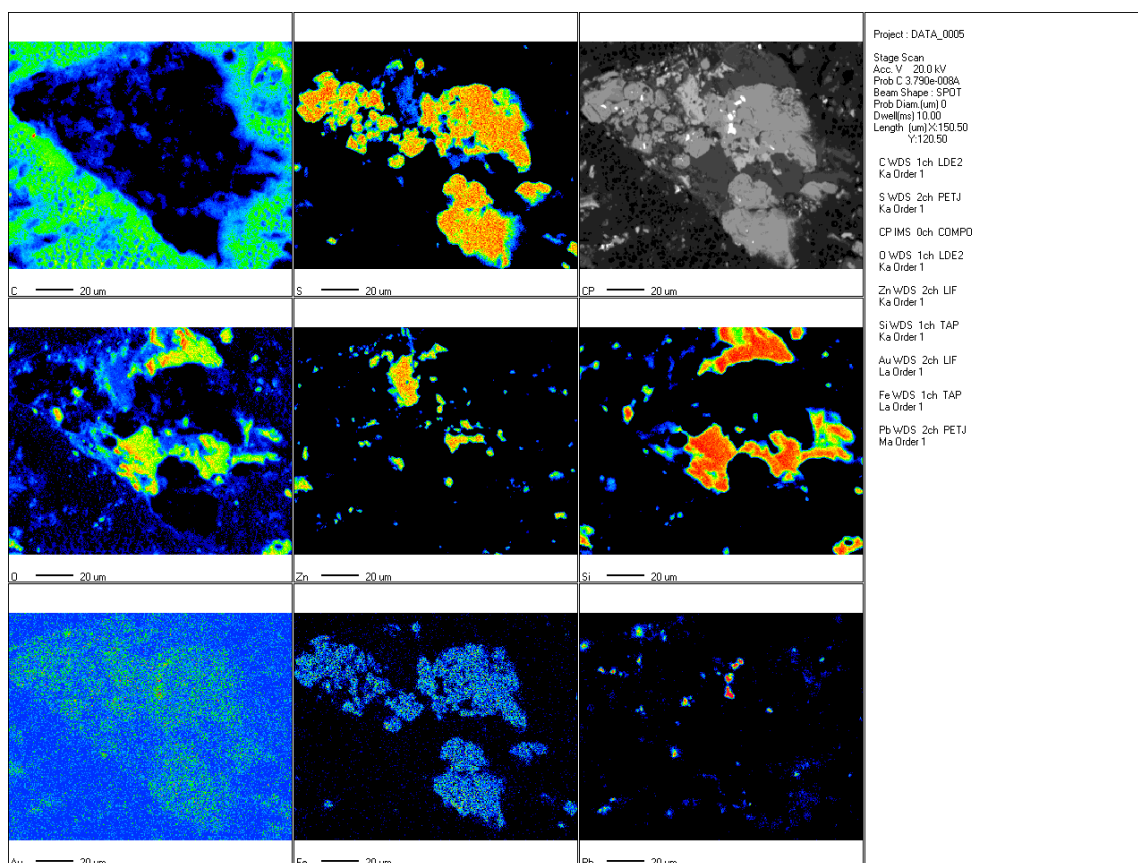 Project : DATA_0005
Stage Scan
Acc. V 20.0 kV
Prob C 3.790e-008A
Beam Shape : SPOT
Prob Diam.(um) 0
Dwell(ms) 10.00
Length (um) X:150.50
Y:120.50
C WDS 1ch LDE2
Ka Order 1
S WDS 2ch PETJ
Ka Order 1
CP IMS 0ch COMPO
O WDS 1ch LDE2
Ka Order 1
Zn WDS 2ch LIF
Ka Order 1
Si WDS 1ch TAP
Ka Order 1
Au WDS 2ch LIF
La Order 1
Fe WDS 1ch TAP
La Order 1
Pb WDS 2ch PETJ
Ma Order 1
C 20 um
S 20 um
CP 20 um
O 20 um
Zn 20 um
Si 20 um
Au 20 um
Fe 20 um
Pb 20 um